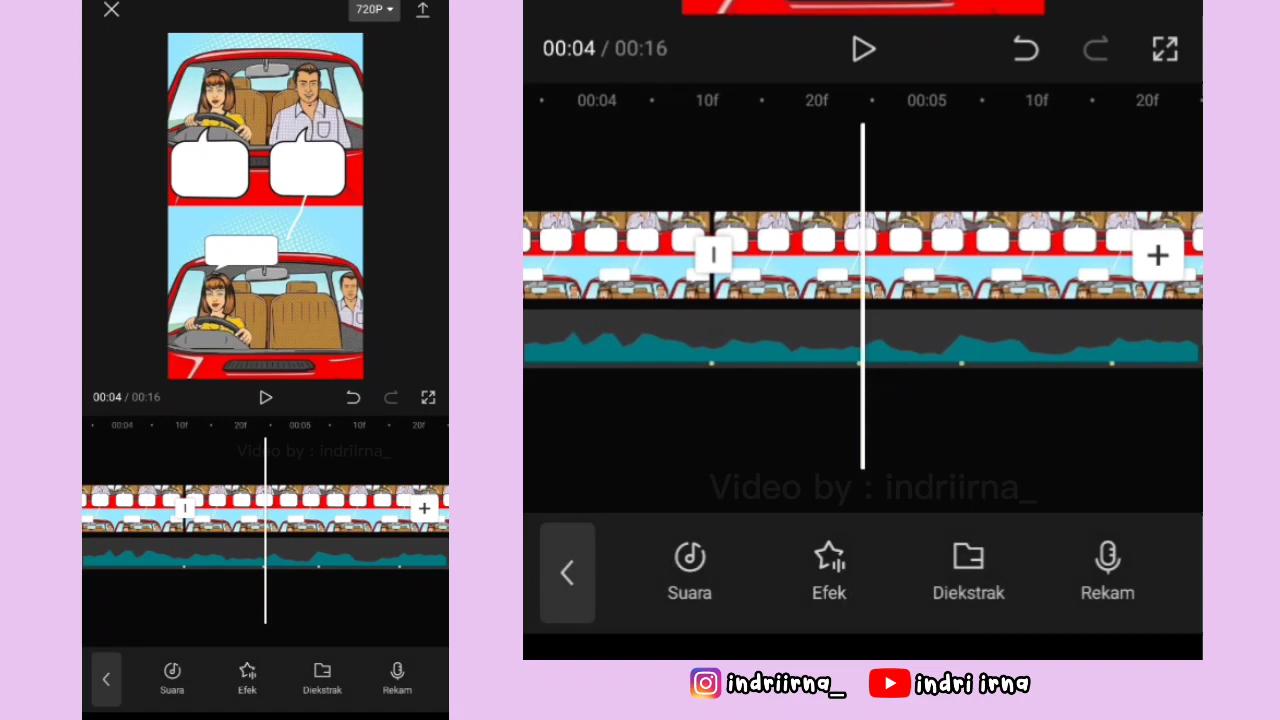 720P
00:04 / 00:16
00:04 10f 20f 00:05 10f 20f
Video by : indriirna_
Suara Efek Diekstrak Rekam
00:04 / 00:16
00:04 10f 20f 00:05 10f 20f
Video by : indriirna_
Suara Efek Diekstrak Rekam
indriirna_ indri irna